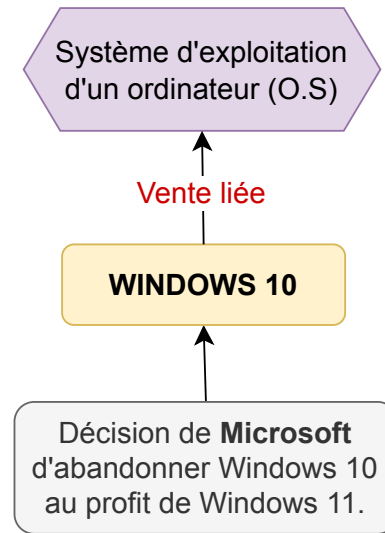 Système d'exploitation
d'un ordinateur (O.S)
Vente liée
WINDOWS 10
Décision de Microsoft
d'abandonner Windows 10
au profit de Windows 11.